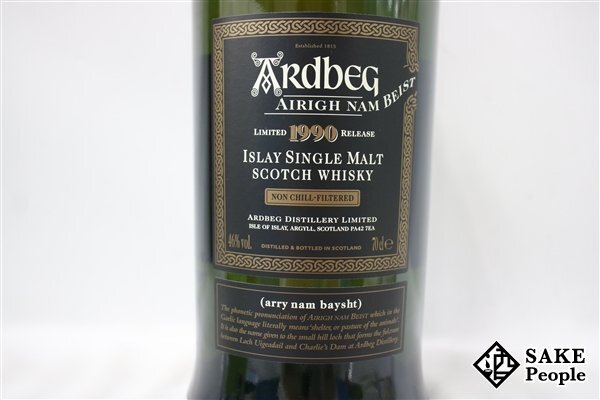 Established 1815
ARDBEG
AIRIGH NAM BEIST
LIMITED 1990 RELEASE
ISLAY SINGLE MALT
SCOTCH WHISKY
NON CHILL-FILTERED
ARDBEG DISTILLERY LIMITED
ISLE OF ISLAY, ARGYLL, SCOTLAND PA42 7EA
46% vol. 70 cl e
DISTILLED & BOTTLED IN SCOTLAND
(arry nam baysht)
The phonetic pronunciation of AIRIGH NAM BEIST which in the
Gaelic language literally means 'shelter, or pasture of the animals'.
It is also the name given to the small hill loch that forms the fulcrum
between Loch Uigeadail and Charlie's Dam at Ardbeg Distillery.
SAKE
People